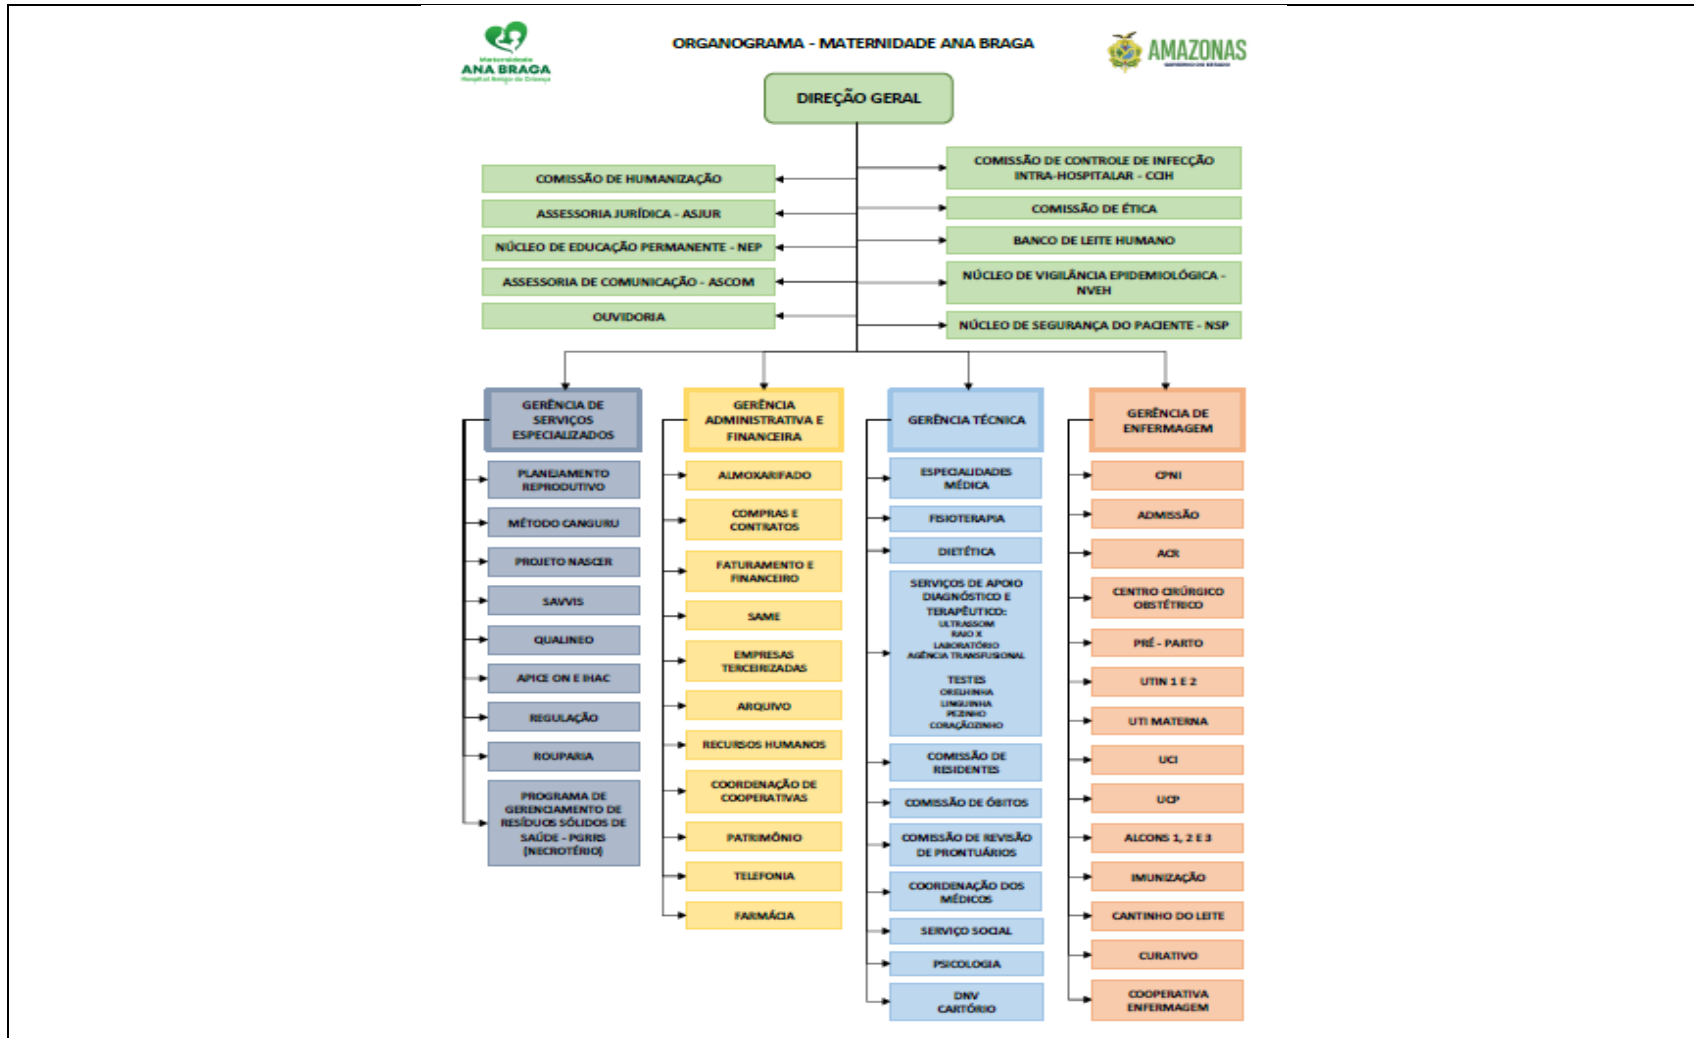 Maternidade
ANA BRAGA
Hospital Amigo da Criança
ORGANOGRAMA - MATERNIDADE ANA BRAGA
AMAZONAS
GOVERNO DO ESTADO
DIREÇÃO GERAL
COMISSÃO DE HUMANIZAÇÃO
ASSESSORIA JURÍDICA - ASJUR
NÚCLEO DE EDUCAÇÃO PERMANENTE - NEP
ASSESSORIA DE COMUNICAÇÃO - ASCOM
OUVIDORIA
COMISSÃO DE CONTROLE DE INFECÇÃO
INTRA-HOSPITALAR - CCIH
COMISSÃO DE ÉTICA
BANCO DE LEITE HUMANO
NÚCLEO DE VIGILÂNCIA EPIDEMIOLÓGICA -
NVEH
NÚCLEO DE SEGURANÇA DO PACIENTE - NSP
GERÊNCIA DE
SERVIÇOS
ESPECIALIZADOS
PLANEJAMENTO
REPRODUTIVO
MÉTODO CANGURU
PROJETO NASCER
SAVVIS
QUALINEO
APICE ON E IHAC
REGULAÇÃO
ROUPARIA
PROGRAMA DE
GERENCIAMENTO DE
RESÍDUOS SÓLIDOS DE
SAÚDE - PGRRS
(NECROTÉRIO)
GERÊNCIA
ADMINISTRATIVA E
FINANCEIRA
ALMOXARIFADO
COMPRAS E
CONTRATOS
FATURAMENTO E
FINANCEIRO
SAME
EMPRESAS
TERCEIRIZADAS
ARQUIVO
RECURSOS HUMANOS
COORDENAÇÃO DE
COOPERATIVAS
PATRIMÔNIO
TELEFONIA
FARMÁCIA
GERÊNCIA TÉCNICA
ESPECIALIDADES
MÉDICA
FISIOTERAPIA
DIETÉTICA
SERVIÇOS DE APOIO
DIAGNÓSTICO E
TERAPÊUTICO:
ULTRASSOM
RAIO X
LABORATÓRIO
AGÊNCIA TRANSFUSIONAL
TESTES
ORELHINHA
LINGUINHA
PEZINHO
CORAÇÃOZINHO
COMISSÃO DE
RESIDENTES
COMISSÃO DE ÓBITOS
COMISSÃO DE REVISÃO
DE PRONTUÁRIOS
COORDENAÇÃO DOS
MÉDICOS
SERVIÇO SOCIAL
PSICOLOGIA
DNV
CARTÓRIO
GERÊNCIA DE
ENFERMAGEM
CPNI
ADMISSÃO
ACR
CENTRO CIRÚRGICO
OBSTÉTRICO
PRÉ - PARTO
UTIN 1 E 2
UTI MATERNA
UCI
UCP
ALCONS 1, 2 E 3
IMUNIZAÇÃO
CANTINHO DO LEITE
CURATIVO
COOPERATIVA
ENFERMAGEM